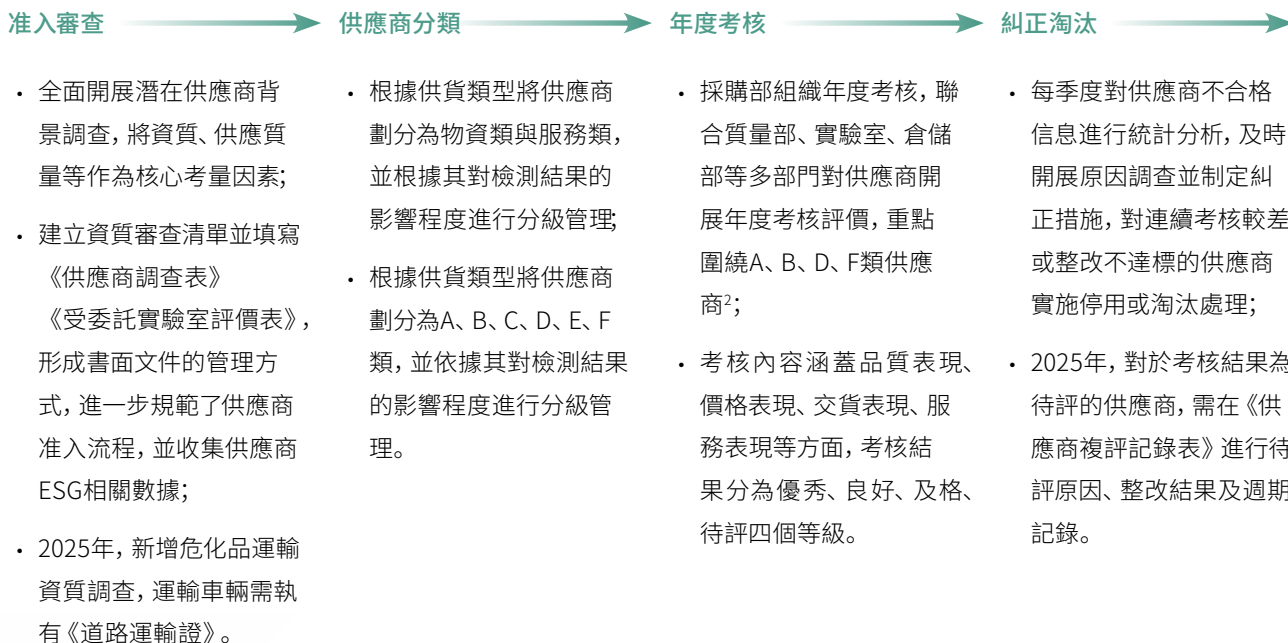 准入審查
• 全面開展潛在供應商背
景調查，將資質、供應質
量等作為核心考量因素;
• 建立資質審查清單並填寫
《供應商調查表》
《受委託實驗室評價表》，
形成書面文件的管理方
式，進一步規範了供應商
准入流程，並收集供應商
ESG相關數據;
• 2025年，新增危化品運輸
資質調查，運輸車輛需執
有《道路運輸證》。
供應商分類
• 根據供貨類型將供應商
劃分為物資類與服務類，
並根據其對檢測結果的
影響程度進行分級管理;
• 根據供貨類型將供應商
劃分為A、B、C、D、E、F
類，並依據其對檢測結果
的影響程度進行分級管
理。
年度考核
• 採購部組織年度考核，聯
合質量部、實驗室、倉儲
部等多部門對供應商開
展年度考核評價，重點
圍繞A、B、D、F類供應
商²;
• 考核內容涵蓋品質表現、
價格表現、交貨表現、服
務表現等方面，考核結
果分為優秀、良好、及格、
待評四個等級。
糾正淘汰
• 每季度對供應商不合格
信息進行統計分析，及時
開展原因調查並制定糾
正措施，對連續考核較差
或整改不達標的供應商
實施停用或淘汰處理;
• 2025年，對於考核結果為
待評的供應商，需在《供
應商複評記錄表》進行待
評原因、整改結果及週期
記錄。